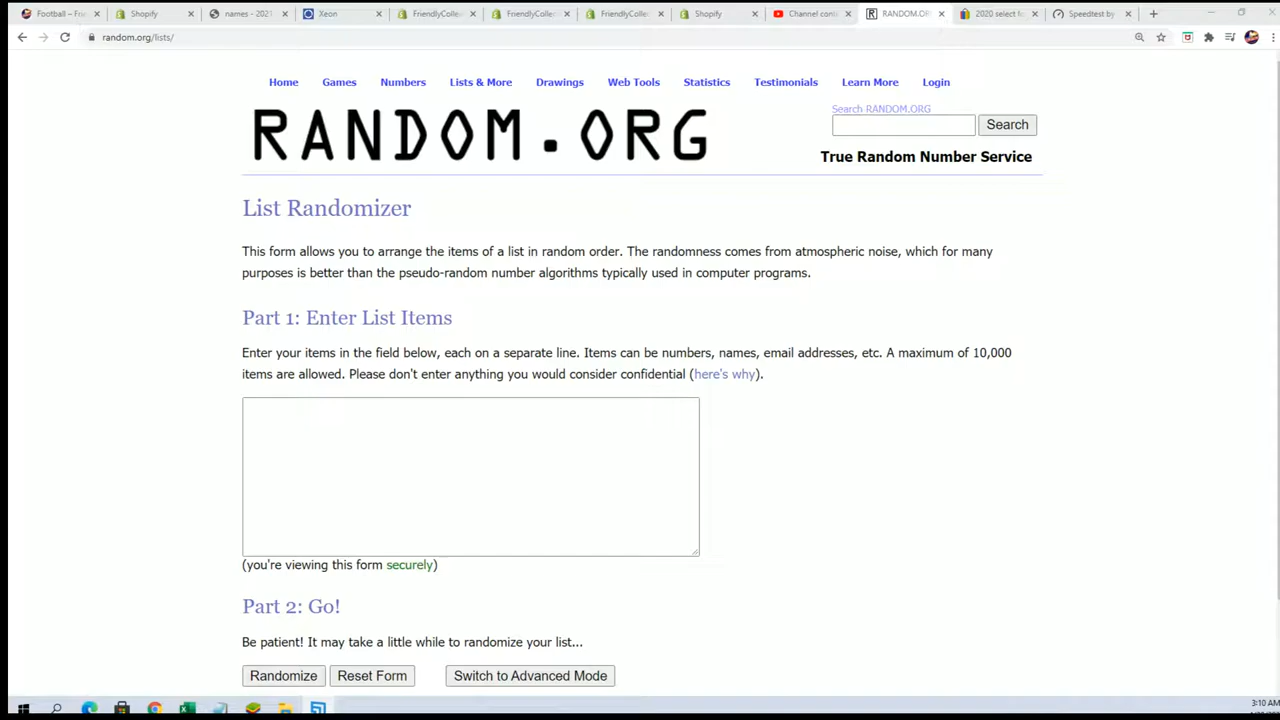 Football – Frie
Shopify
names - 2021
Xeon
FriendlyCollec
FriendlyCollec
FriendlyCollec
Shopify
Channel conte
RANDOM.OR
2020 select f
Speedtest by
random.org/lists/
Home Games Numbers Lists & More Drawings Web Tools Statistics Testimonials Learn More Login
RANDOM.ORG
Search RANDOM.ORG
Search
True Random Number Service
List Randomizer
This form allows you to arrange the items of a list in random order. The randomness comes from atmospheric noise, which for many
purposes is better than the pseudo-random number algorithms typically used in computer programs.
Part 1: Enter List Items
Enter your items in the field below, each on a separate line. Items can be numbers, names, email addresses, etc. A maximum of 10,000
items are allowed. Please don't enter anything you would consider confidential (here's why).
(you're viewing this form securely)
Part 2: Go!
Be patient! It may take a little while to randomize your list...
Randomize Reset Form Switch to Advanced Mode
3:10 AM